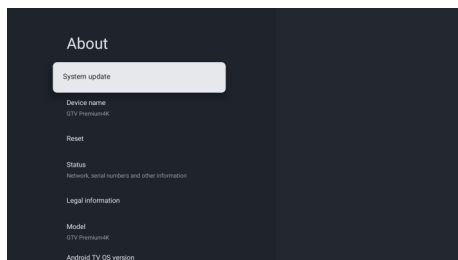 About
System update
Device name
GTV Premium4K
Reset
Status
Network, serial numbers and other information
Legal information
Model
GTV Premium4K
Android TV OS version